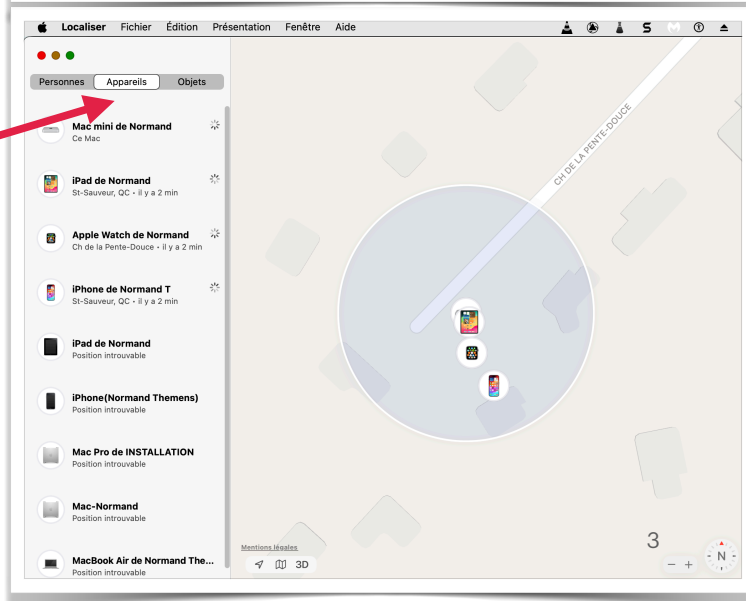 Localiser Fichier Édition Présentation Fenêtre Aide
Personnes Appareils Objets
Mac mini de Normand
Ce Mac
iPad de Normand
St-Sauveur, QC • il y a 2 min
Apple Watch de Normand
Ch de la Pente-Douce • il y a 2 min
iPhone de Normand T
St-Sauveur, QC • il y a 2 min
iPad de Normand
Position introuvable
iPhone(Normand Themens)
Position introuvable
Mac Pro de INSTALLATION
Position introuvable
Mac-Normand
Position introuvable
MacBook Air de Normand The...
Position introuvable
CH DE LA PENTE-DOUCE
Mentions légales
3D
3
- +
N